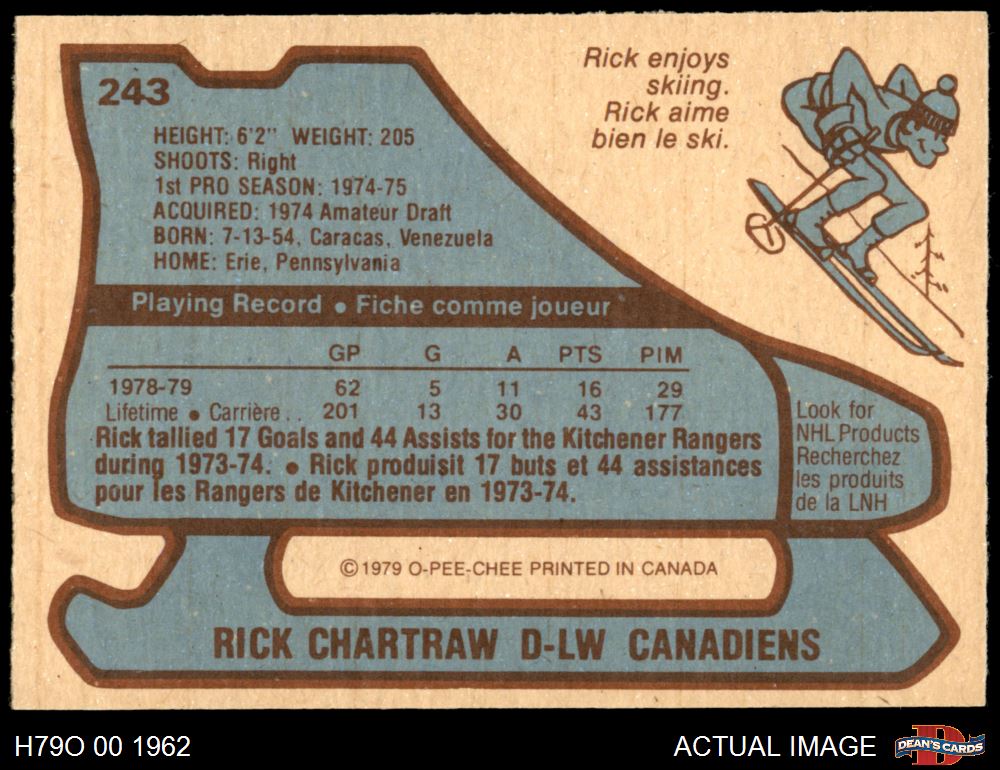 243
Rick enjoys
skiing.
Rick aime
bien le ski.
HEIGHT: 6'2" WEIGHT: 205
SHOOTS: Right
1st PRO SEASON: 1974-75
ACQUIRED: 1974 Amateur Draft
BORN: 7-13-54, Caracas, Venezuela
HOME: Erie, Pennsylvania
Playing Record • Fiche comme joueur
GP G A PTS PIM
1978-79 62 5 11 16 29
Lifetime • Carrière . . 201 13 30 43 177
Rick tallied 17 Goals and 44 Assists for the Kitchener Rangers
during 1973-74. • Rick produisit 17 buts et 44 assistances
pour les Rangers de Kitchener en 1973-74.
Look for
NHL Products
Recherchez
les produits
de la LNH
©1979 O-PEE-CHEE PRINTED IN CANADA
RICK CHARTRAW D-LW CANADIENS
H79O 00 1962
ACTUAL IMAGE
D
DEAN'S CARDS